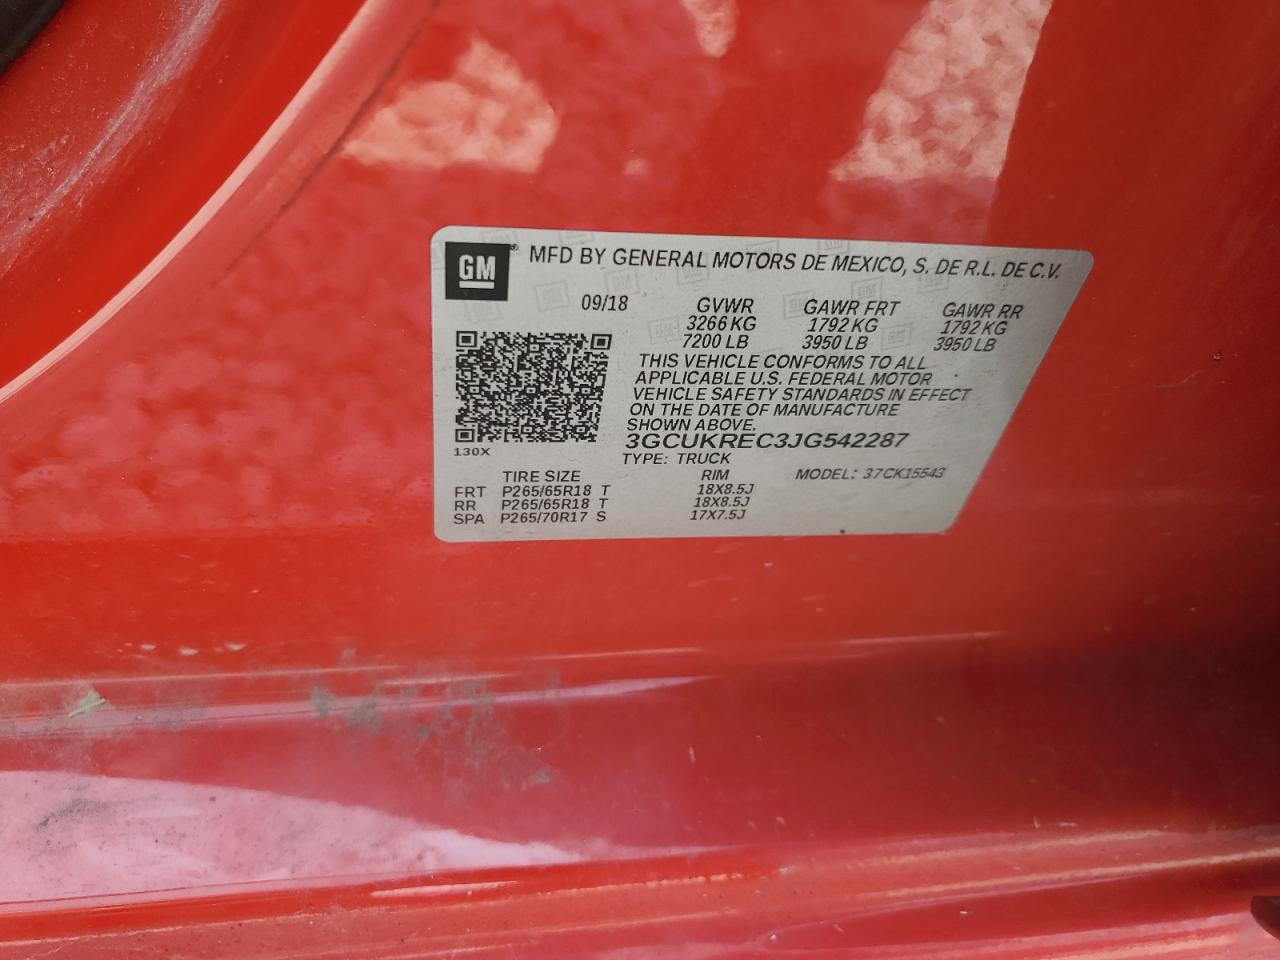 GM® MFD BY GENERAL MOTORS DE MEXICO, S. DE R.L. DE C.V.
09/18 GVWR GAWR FRT GAWR RR
3266 KG 1792 KG 1792 KG
7200 LB 3950 LB 3950 LB
THIS VEHICLE CONFORMS TO ALL
APPLICABLE U.S. FEDERAL MOTOR
VEHICLE SAFETY STANDARDS IN EFFECT
ON THE DATE OF MANUFACTURE
SHOWN ABOVE.
3GCUKREC3JG542287
130X TYPE: TRUCK
TIRE SIZE RIM MODEL: 37CK15543
FRT P265/65R18 T 18X8.5J
RR P265/65R18 T 18X8.5J
SPA P265/70R17 S 17X7.5J